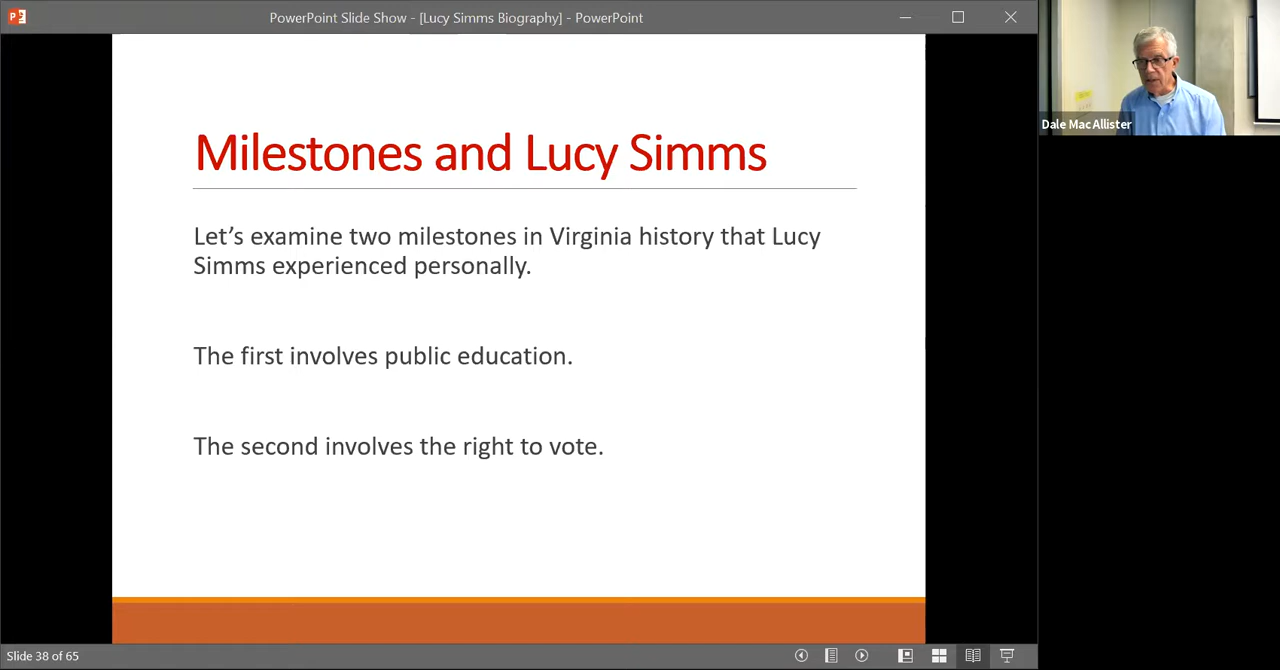 PowerPoint Slide Show - [Lucy Simms Biography] - PowerPoint
Dale Mac Allister
Milestones and Lucy Simms
Let’s examine two milestones in Virginia history that Lucy
Simms experienced personally.
The first involves public education.
The second involves the right to vote.
Slide 38 of 65